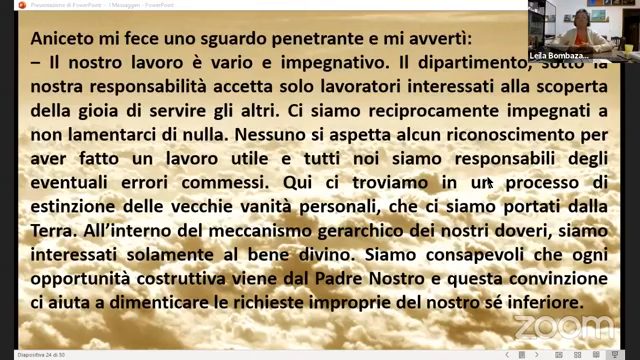 Presentazione di PowerPoint - I Messaggeri - PowerPoint
Leila Bombaza...
Aniceto mi fece uno sguardo penetrante e mi avvertì:
– Il nostro lavoro è vario e impegnativo. Il dipartimento, sotto la
nostra responsabilità accetta solo lavoratori interessati alla scoperta
della gioia di servire gli altri. Ci siamo reciprocamente impegnati a
non lamentarci di nulla. Nessuno si aspetta alcun riconoscimento per
aver fatto un lavoro utile e tutti noi siamo responsabili degli
eventuali errori commessi. Qui ci troviamo in un processo di
estinzione delle vecchie vanità personali, che ci siamo portati dalla
Terra. All’interno del meccanismo gerarchico dei nostri doveri, siamo
interessati solamente al bene divino. Siamo consapevoli che ogni
opportunità costruttiva viene dal Padre Nostro e questa convinzione
ci aiuta a dimenticare le richieste improprie del nostro sé inferiore.
zoom
Diapositiva 24 di 50